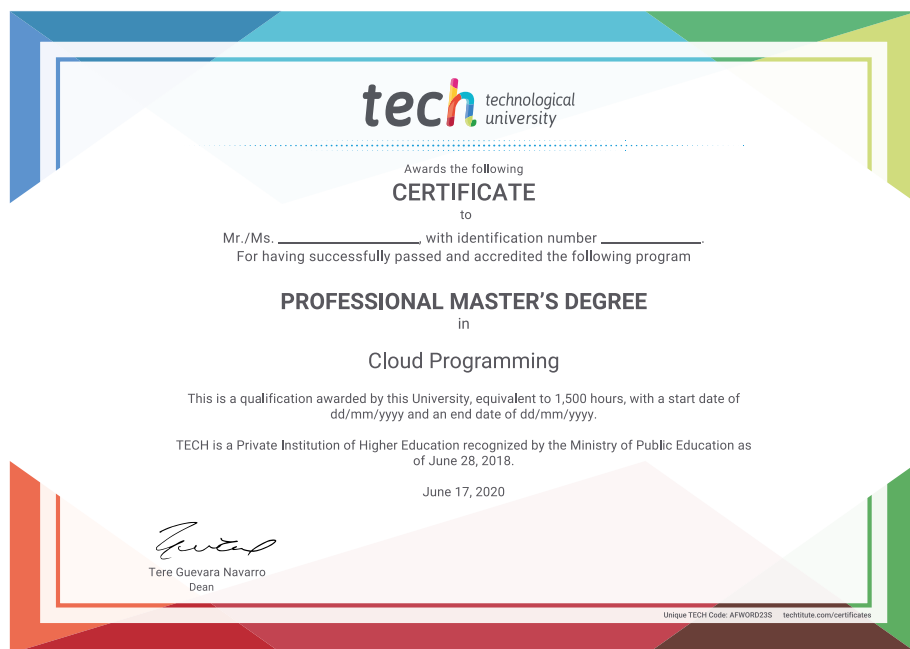 tech technological
university
Awards the following
CERTIFICATE
to
Mr./Ms. ____________________, with identification number ______________.
For having successfully passed and accredited the following program
PROFESSIONAL MASTER’S DEGREE
in
Cloud Programming
This is a qualification awarded by this University, equivalent to 1,500 hours, with a start date of
dd/mm/yyyy and an end date of dd/mm/yyyy.
TECH is a Private Institution of Higher Education recognized by the Ministry of Public Education as
of June 28, 2018.
June 17, 2020
Tere Guevara Navarro
Dean
Unique TECH Code: AFWORD23S techtitute.com/certificates